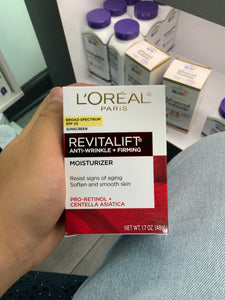 L'ORÉAL
PARIS
BROAD SPECTRUM
SPF 25
SUNSCREEN
REVITALIFT®
ANTI-WRINKLE + FIRMING
MOISTURIZER
Resist signs of aging
Soften and smooth skin
PRO-RETINOL +
CENTELLA ASIATICA
NET WT. 1.7 OZ. (48g)